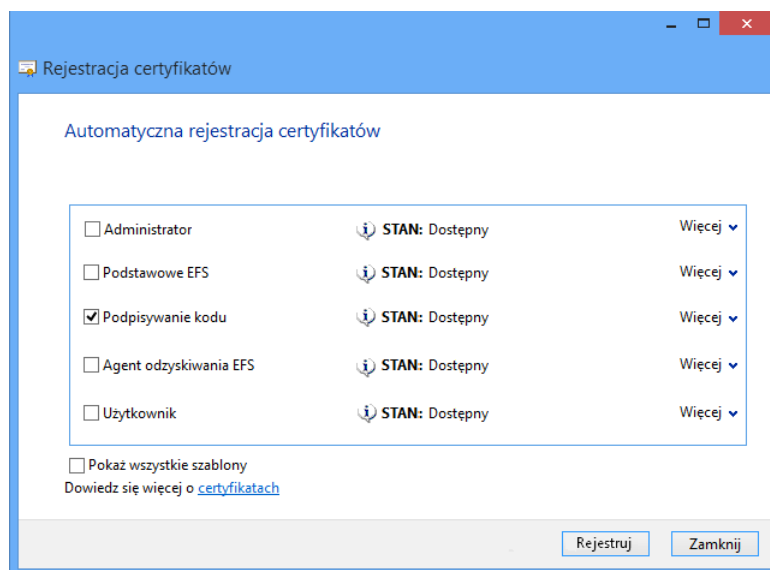 Rejestracja certyfikatów
Automatyczna rejestracja certyfikatów
Administrator STAN: Dostępny Więcej
Podstawowe EFS STAN: Dostępny Więcej
Podpisywanie kodu STAN: Dostępny Więcej
Agent odzyskiwania EFS STAN: Dostępny Więcej
Użytkownik STAN: Dostępny Więcej
Pokaż wszystkie szablony
Dowiedz się więcej o certyfikatach
Rejestruj Zamknij